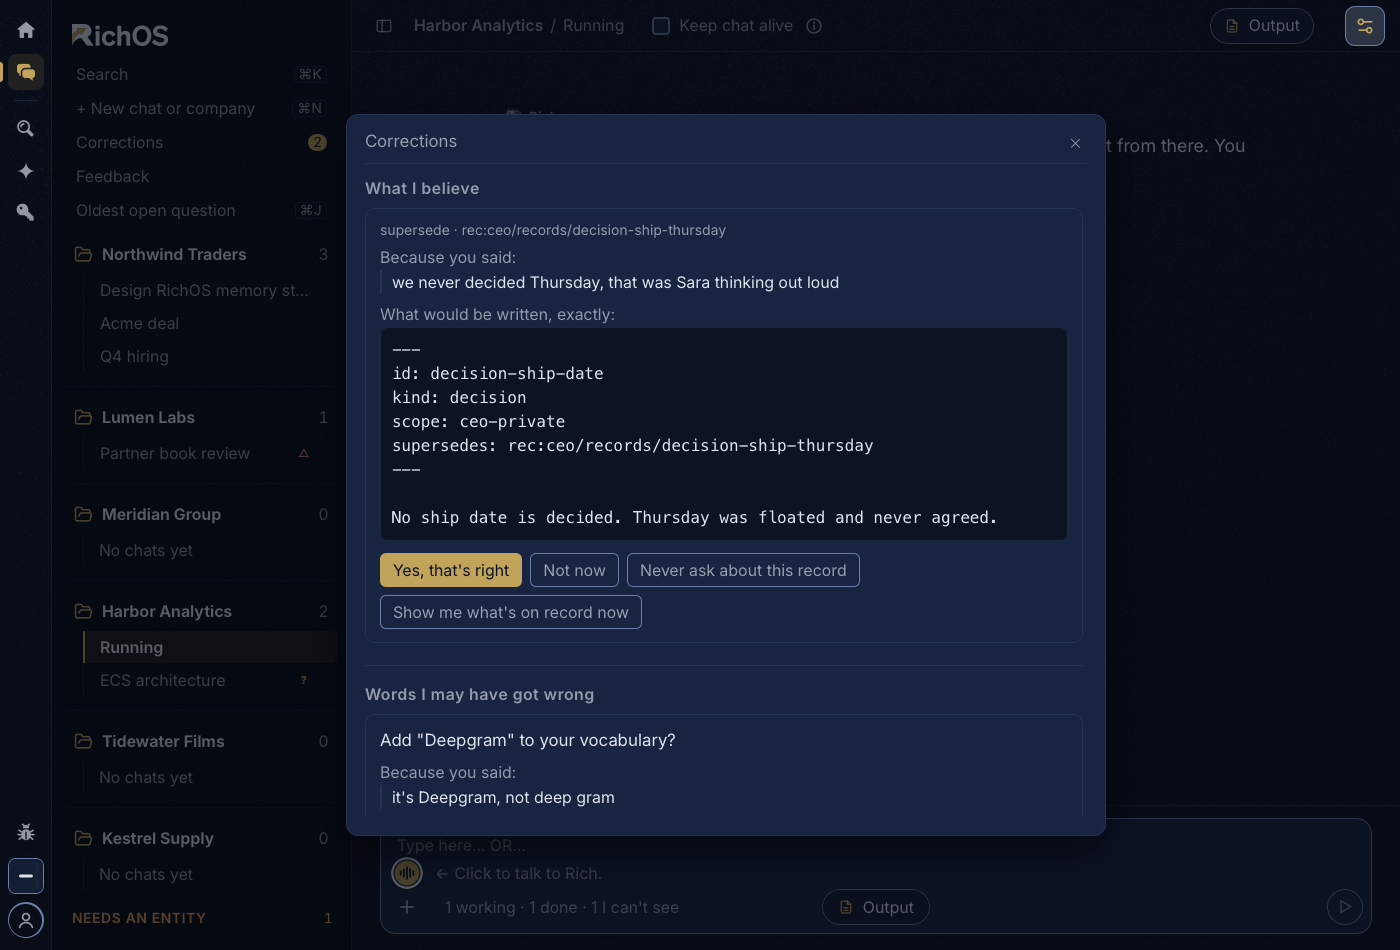 RichOS
Search ⌘K
+ New chat or company ⌘N
Corrections 2
Feedback
Oldest open question ⌘J
Northwind Traders 3
Design RichOS memory st...
Acme deal
Q4 hiring
Lumen Labs 1
Partner book review
Meridian Group 0
No chats yet
Harbor Analytics 2
Running
ECS architecture ?
Tidewater Films 0
No chats yet
Kestrel Supply 0
No chats yet
NEEDS AN ENTITY 1
Harbor Analytics / Running
Keep chat alive
Output
t from there. You
Corrections
What I believe
supersede · rec:ceo/records/decision-ship-thursday
Because you said:
we never decided Thursday, that was Sara thinking out loud
What would be written, exactly:
---
id: decision-ship-date
kind: decision
scope: ceo-private
supersedes: rec:ceo/records/decision-ship-thursday
---
No ship date is decided. Thursday was floated and never agreed.
Yes, that's right
Not now
Never ask about this record
Show me what's on record now
Words I may have got wrong
Add "Deepgram" to your vocabulary?
Because you said:
it's Deepgram, not deep gram
Type here... OR...
← Click to talk to Rich.
1 working · 1 done · 1 I can't see
Output